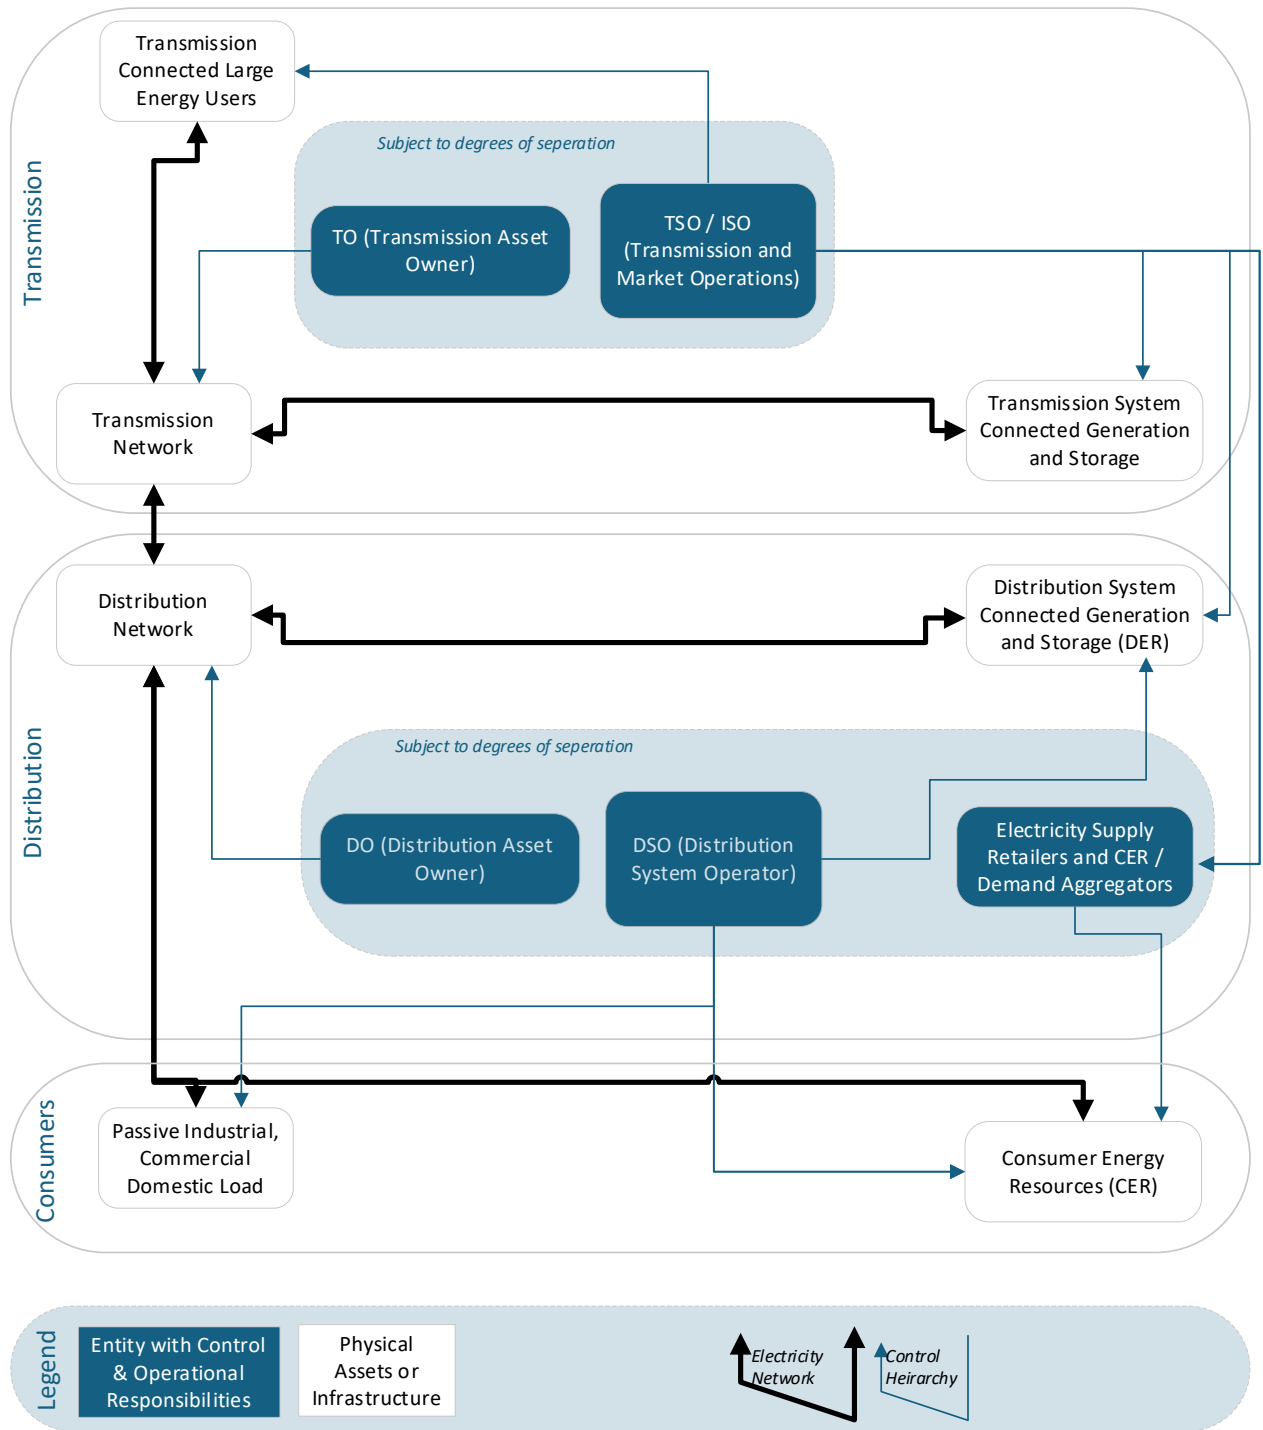 Transmission
Connected Large
Energy Users
Subject to degrees of seperation
Transmission
TO (Transmission Asset
Owner)
TSO / ISO
(Transmission and
Market Operations)
Transmission
Network
Transmission System
Connected Generation
and Storage
Distribution
Network
Distribution System
Connected Generation
and Storage (DER)
Distribution
Subject to degrees of seperation
DO (Distribution Asset
Owner)
DSO (Distribution
System Operator)
Electricity Supply
Retailers and CER /
Demand Aggregators
Consumers
Passive Industrial,
Commercial
Domestic Load
Consumer Energy
Resources (CER)
Legend
Entity with Control
& Operational
Responsibilities
Physical
Assets or
Infrastructure
Electricity
Network
Control
Heirarchy